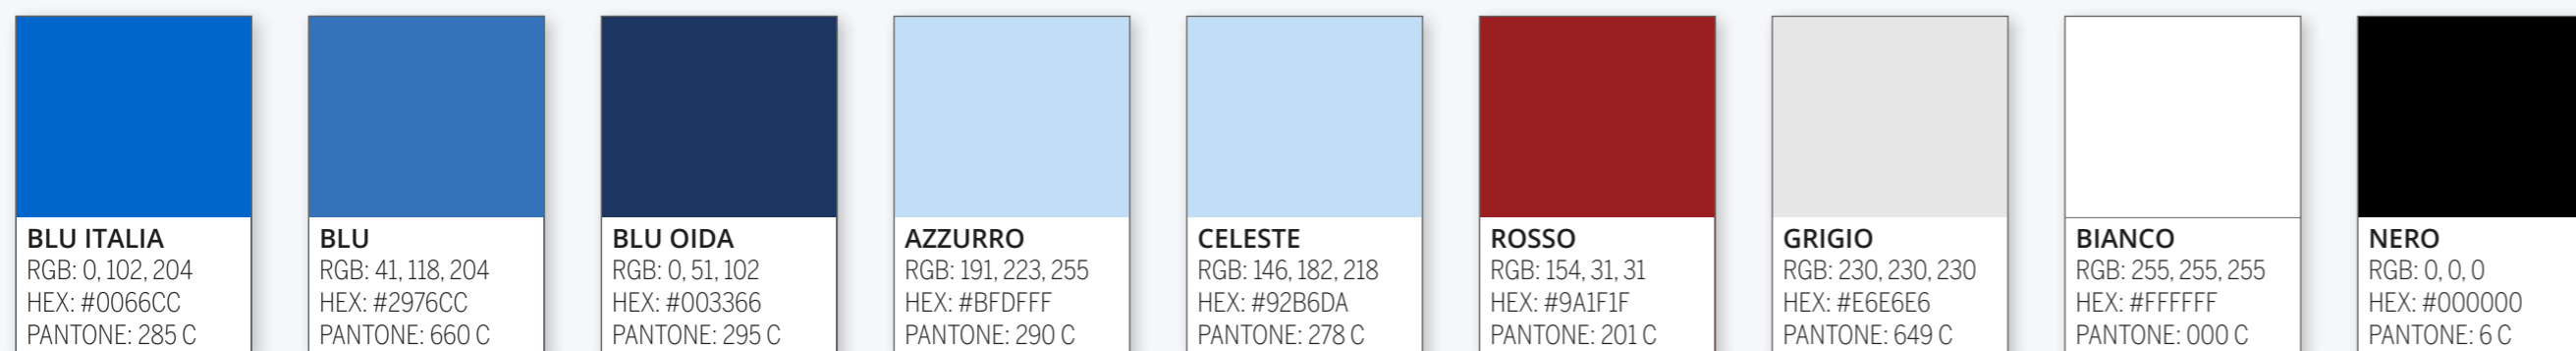 BLU ITALIA
RGB: 0, 102, 204
HEX: #0066CC
PANTONE: 285 C
BLU
RGB: 41, 118, 204
HEX: #2976CC
PANTONE: 660 C
BLU OIDA
RGB: 0, 51, 102
HEX: #003366
PANTONE: 295 C
AZZURRO
RGB: 191, 223, 255
HEX: #BFDFFF
PANTONE: 290 C
CELESTE
RGB: 146, 182, 218
HEX: #92B6DA
PANTONE: 278 C
ROSSO
RGB: 154, 31, 31
HEX: #9A1F1F
PANTONE: 201 C
GRIGIO
RGB: 230, 230, 230
HEX: #E6E6E6
PANTONE: 649 C
BIANCO
RGB: 255, 255, 255
HEX: #FFFFFF
PANTONE: 000 C
NERO
RGB: 0, 0, 0
HEX: #000000
PANTONE: 6 C